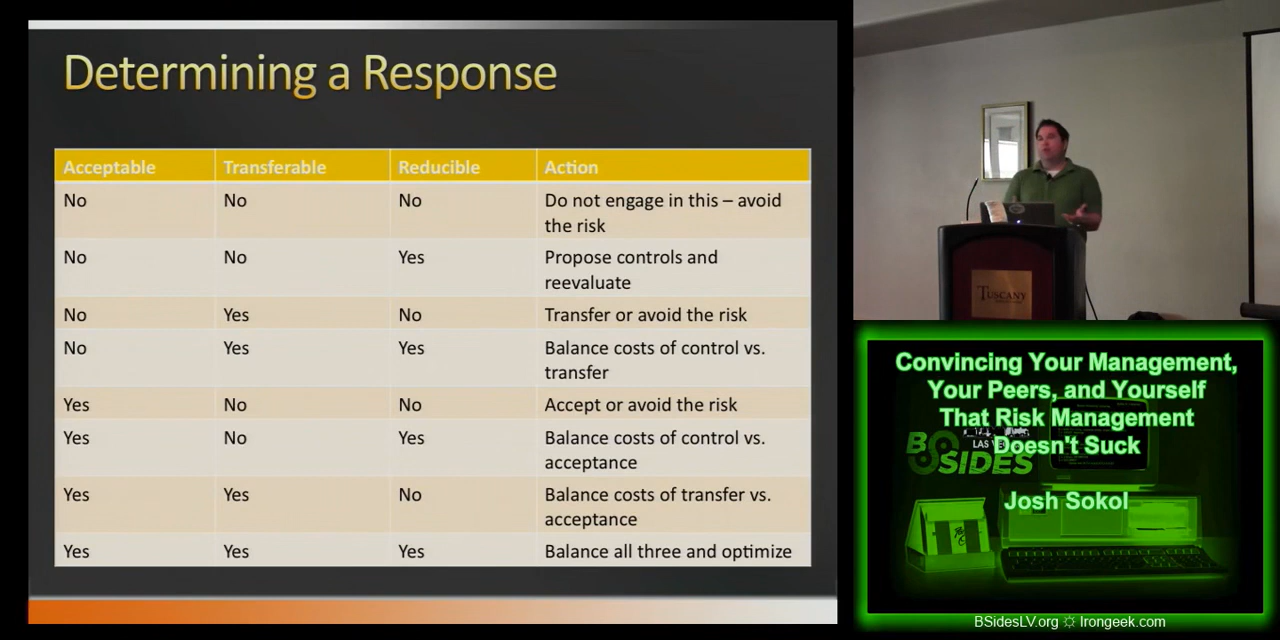 Determining a Response
Acceptable Transferable Reducible Action
No No No Do not engage in this – avoid
the risk
No No Yes Propose controls and
reevaluate
No Yes No Transfer or avoid the risk
No Yes Yes Balance costs of control vs.
transfer
Yes No No Accept or avoid the risk
Yes No Yes Balance costs of control vs.
acceptance
Yes Yes No Balance costs of transfer vs.
acceptance
Yes Yes Yes Balance all three and optimize
TUSCANY
Convincing Your Management,
Your Peers, and Yourself
That Risk Management
Doesn't Suck
BSIDES
LAS
Josh Sokol
BSidesLV.org ☼ Irongeek.com